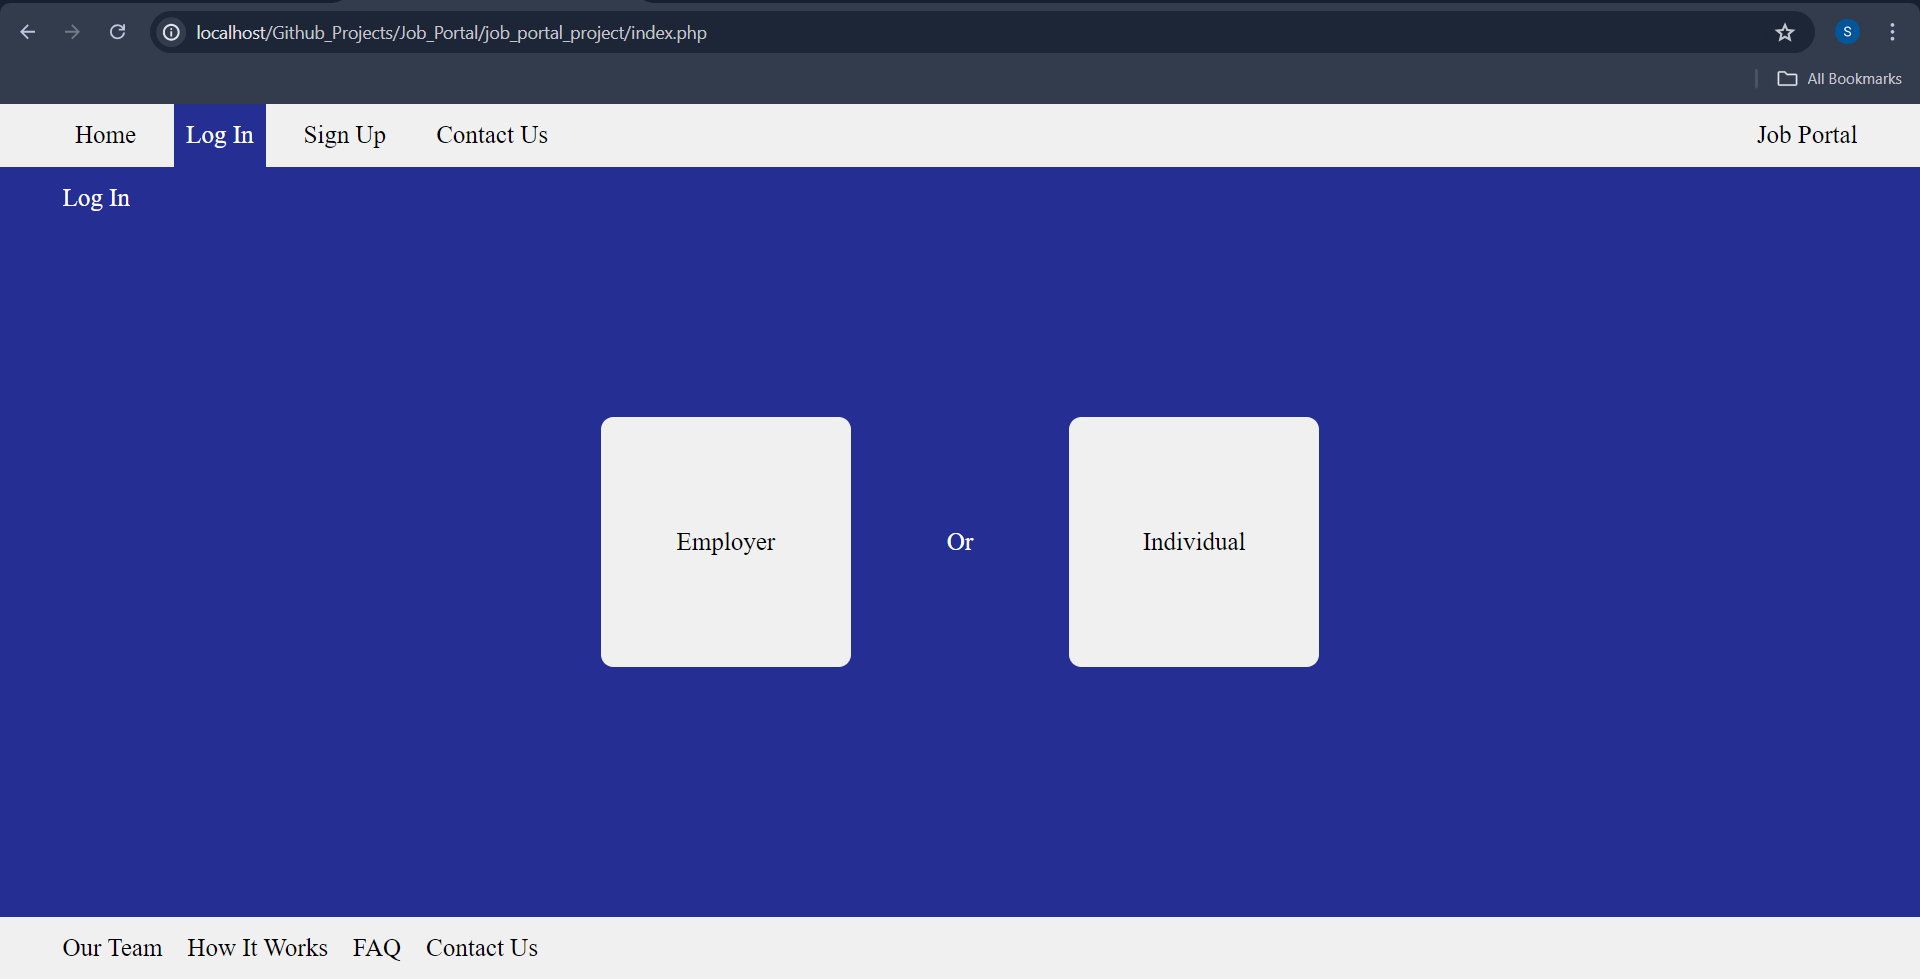 localhost/Github_Projects/Job_Portal/job_portal_project/index.php
S
All Bookmarks
Home Log In Sign Up Contact Us Job Portal
Log In
Employer Or Individual
Our Team How It Works FAQ Contact Us